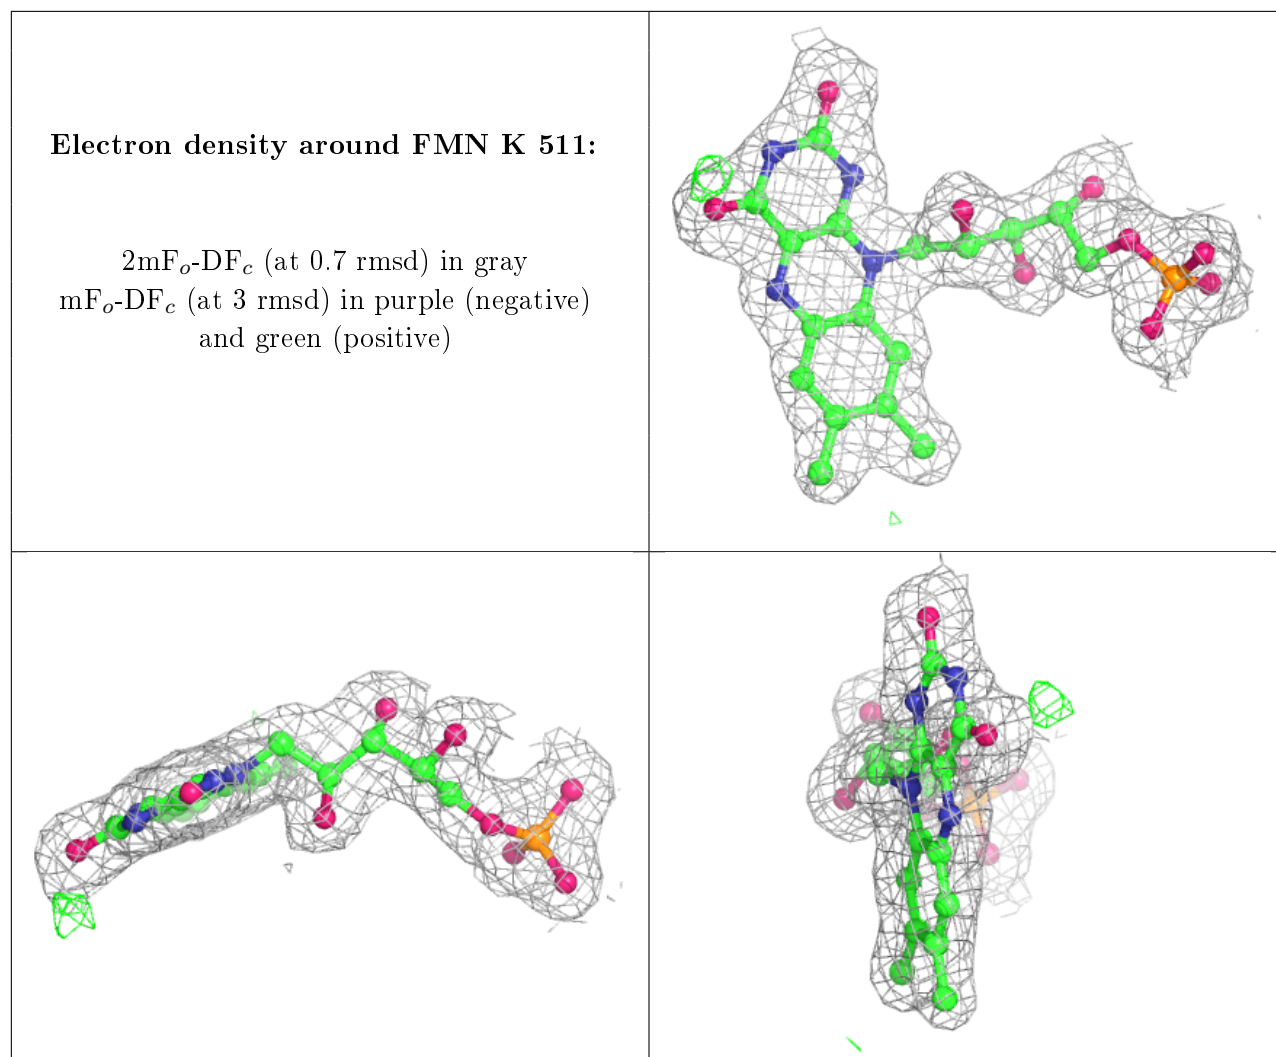 Electron density around FMN K 511:
2mFₒ-DF𝒸 (at 0.7 rmsd) in gray
mFₒ-DF𝒸 (at 3 rmsd) in purple (negative)
and green (positive)